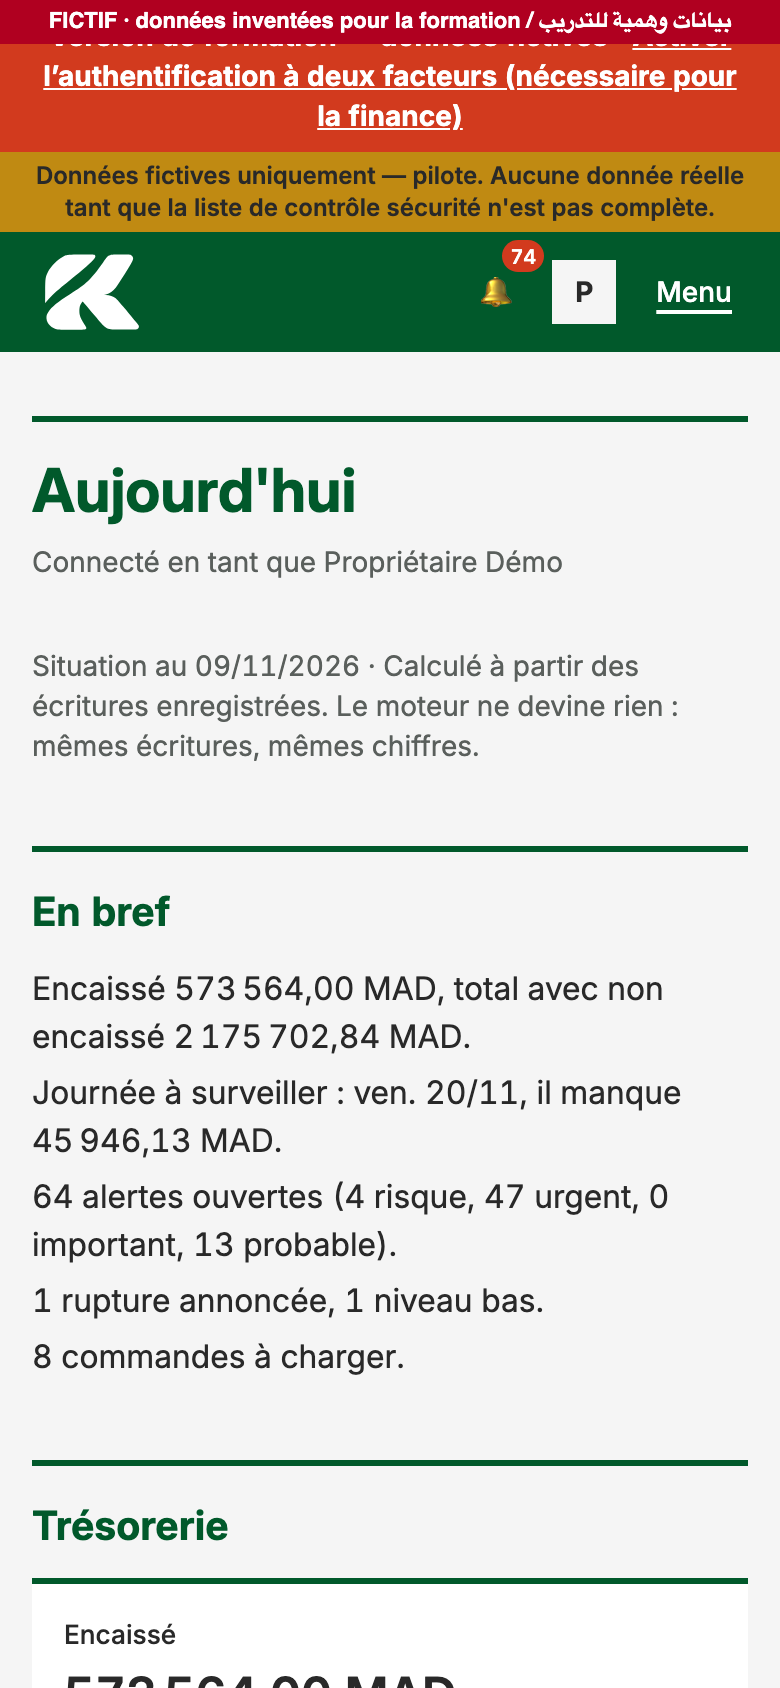 FICTIF · données inventées pour la formation / بيانات وهمية للتدريب
l’authentification à deux facteurs (nécessaire pour
la finance)
Données fictives uniquement — pilote. Aucune donnée réelle
tant que la liste de contrôle sécurité n'est pas complète.
74
P
Menu
Aujourd'hui
Connecté en tant que Propriétaire Démo
Situation au 09/11/2026 · Calculé à partir des
écritures enregistrées. Le moteur ne devine rien :
mêmes écritures, mêmes chiffres.
En bref
Encaissé 573 564,00 MAD, total avec non
encaissé 2 175 702,84 MAD.
Journée à surveiller : ven. 20/11, il manque
45 946,13 MAD.
64 alertes ouvertes (4 risque, 47 urgent, 0
important, 13 probable).
1 rupture annoncée, 1 niveau bas.
8 commandes à charger.
Trésorerie
Encaissé
573 564,00 MAD